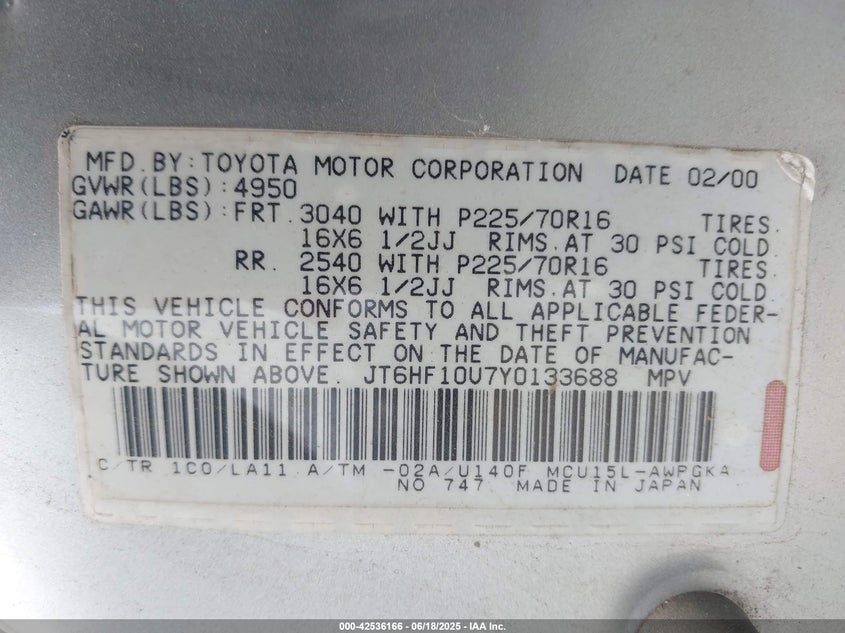 MFD. BY: TOYOTA MOTOR CORPORATION DATE 02/00
GVWR(LBS): 4950
GAWR(LBS): FRT. 3040 WITH P225/70R16 TIRES.
16X6 1/2JJ RIMS. AT 30 PSI COLD
RR. 2540 WITH P225/70R16 TIRES.
16X6 1/2JJ RIMS. AT 30 PSI COLD
THIS VEHICLE CONFORMS TO ALL APPLICABLE FEDER-
AL MOTOR VEHICLE SAFETY AND THEFT PREVENTION
STANDARDS IN EFFECT ON THE DATE OF MANUFAC-
TURE SHOWN ABOVE. JT6HF10U7Y0133688 MPV
C/TR 1C0/LA11 A/TM -02A/U140F MCU15L-AWPGKA
NO 747 MADE IN JAPAN
000-42536166 - 06/18/2025 - IAA Inc.